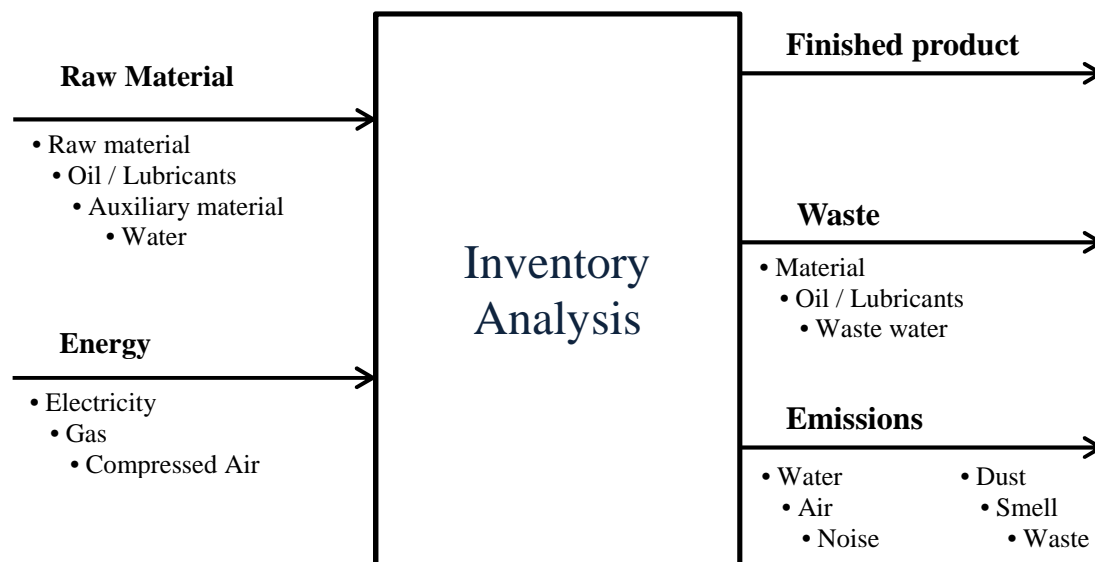 Raw Material
• Raw material
• Oil / Lubricants
• Auxiliary material
• Water
Energy
• Electricity
• Gas
• Compressed Air
Inventory
Analysis
Finished product
Waste
• Material
• Oil / Lubricants
• Waste water
Emissions
• Water
• Air
• Noise
• Dust
• Smell
• Waste